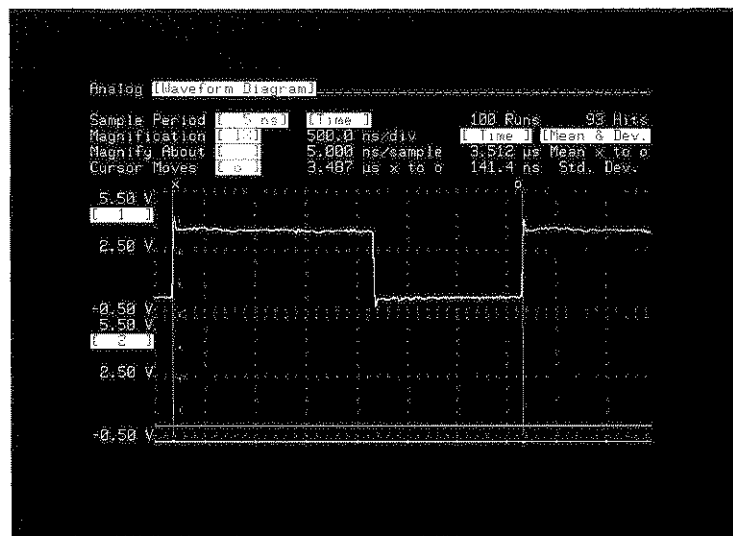 Analog [Waveform Diagram]
Sample Period [ 5 ns] [Time ] 100 Runs 93 Hits
Magnification 500.0 ns/div [ Time ] [Mean & Dev.
Magnify About [ ] 5.000 ns/sample 3.512 µs Mean x to o
Cursor Moves [ o ] 3.487 µs x to o 141.4 ns Std. Dev.
x o
5.50 V
[ 1 ]
2.50 V
-0.50 V
5.50 V
[ 2 ]
2.50 V
-0.50 V